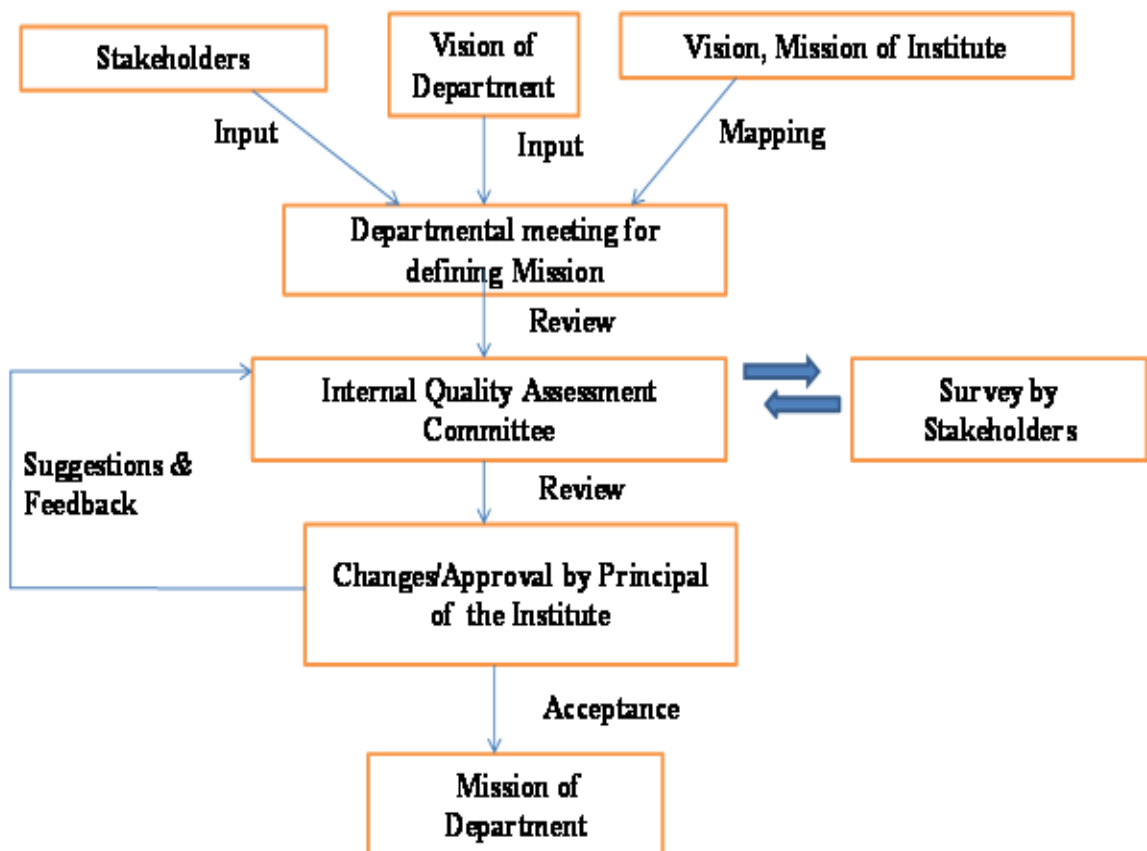 Stakeholders
Vision of
Department
Vision, Mission of Institute
Input
Input
Mapping
Departmental meeting for
defining Mission
Review
Internal Quality Assessment
Committee
Survey by
Stakeholders
Suggestions &
Feedback
Review
Changes/Approval by Principal
of the Institute
Acceptance
Mission of
Department